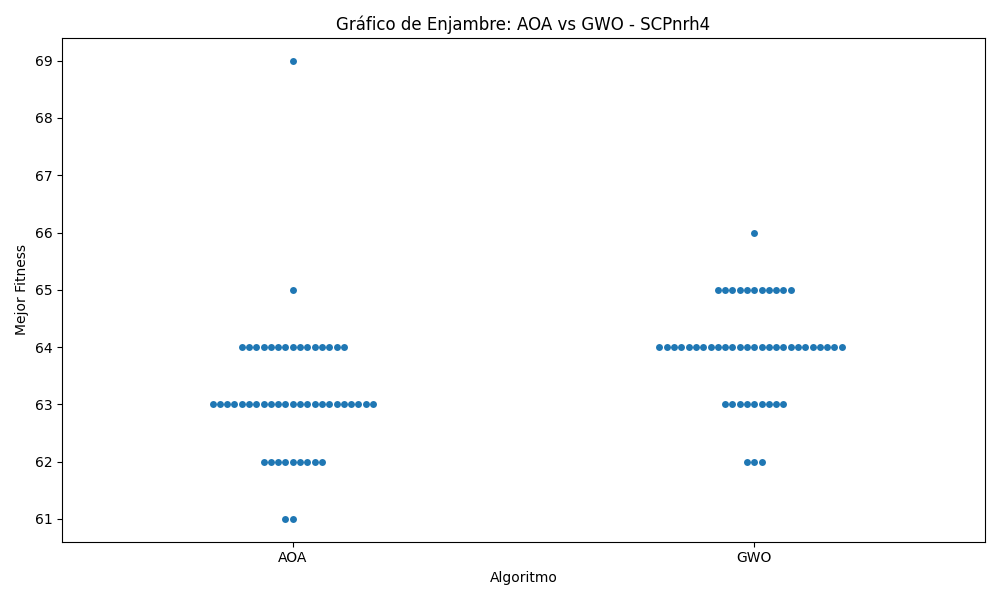 Gráfico de Enjambre: AOA vs GWO - SCPnrh4
69
68
67
66
65
64
63
62
61
Mejor Fitness
AOA
GWO
Algoritmo